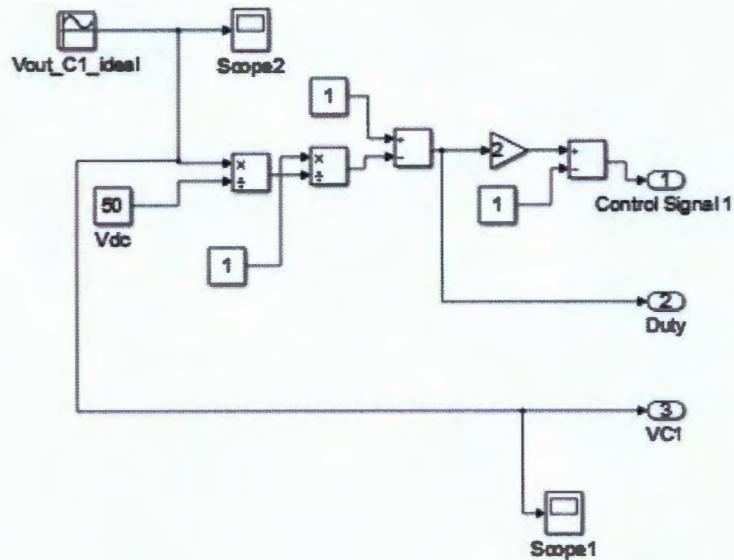 Vout_C1_ideal
Scope2
1
×
÷
×
÷
+
−
2
+
−
1
Control Signal 1
50
Vdc
1
1
2
Duty
3
VC1
Scope1